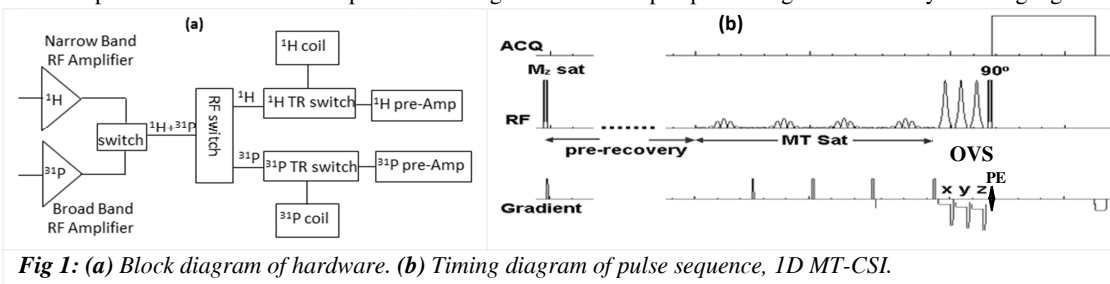 (a)
Narrow Band
RF Amplifier
¹H
switch
³¹P
Broad Band
RF Amplifier
¹H+³¹P
RF switch
¹H
¹H coil
¹H TR switch
¹H pre-Amp
³¹P
³¹P TR switch
³¹P pre-Amp
³¹P coil
(b)
ACQ
Mz sat
90º
RF
pre-recovery
MT Sat
OVS
PE
x y z
Gradient
Fig 1: (a) Block diagram of hardware. (b) Timing diagram of pulse sequence, 1D MT-CSI.